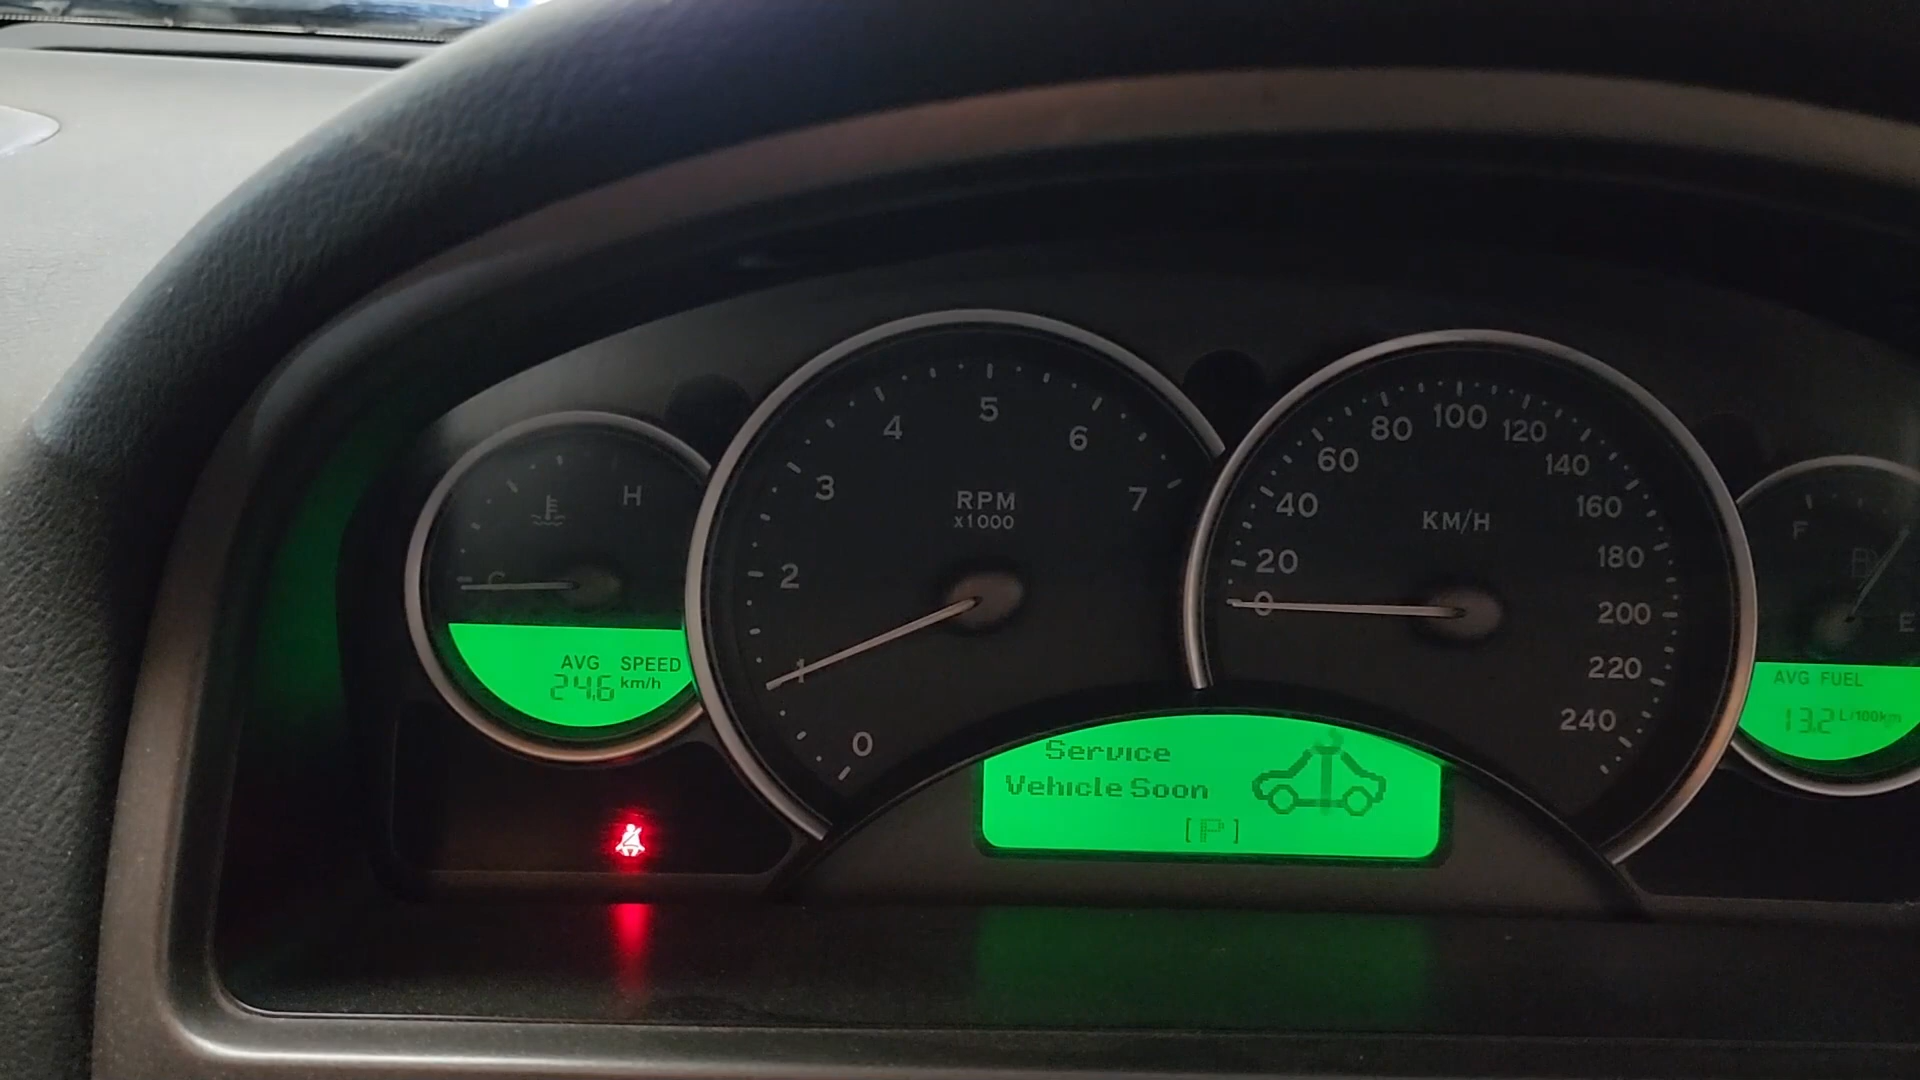 H
C
AVG SPEED
24.6 km/h
0
1
2
3
4
5
6
7
RPM
x1000
Service
Vehicle Soon
[P]
0
20
40
60
80
100
120
140
160
180
200
220
240
KM/H
F
E
AVG FUEL
13.2 L/100km